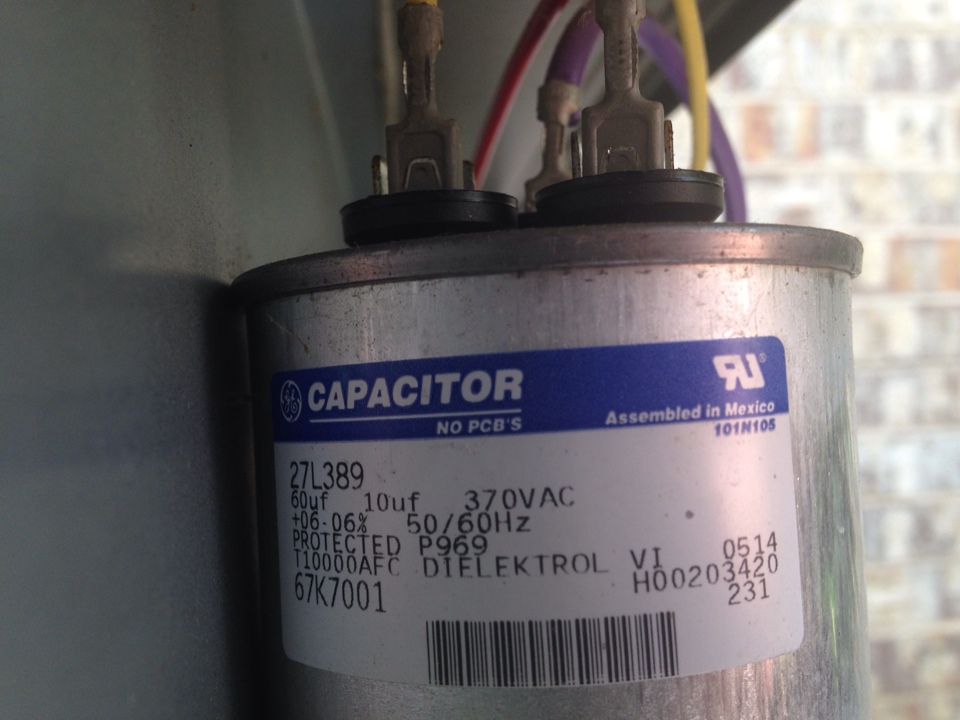 CAPACITOR
NO PCB'S
Assembled in Mexico
101N105
27L389
60uf 10uf 370VAC
+06-06% 50/60Hz
PROTECTED P969
T10000AFC DIELEKTROL VI 0514
67K7001 H00203420
231